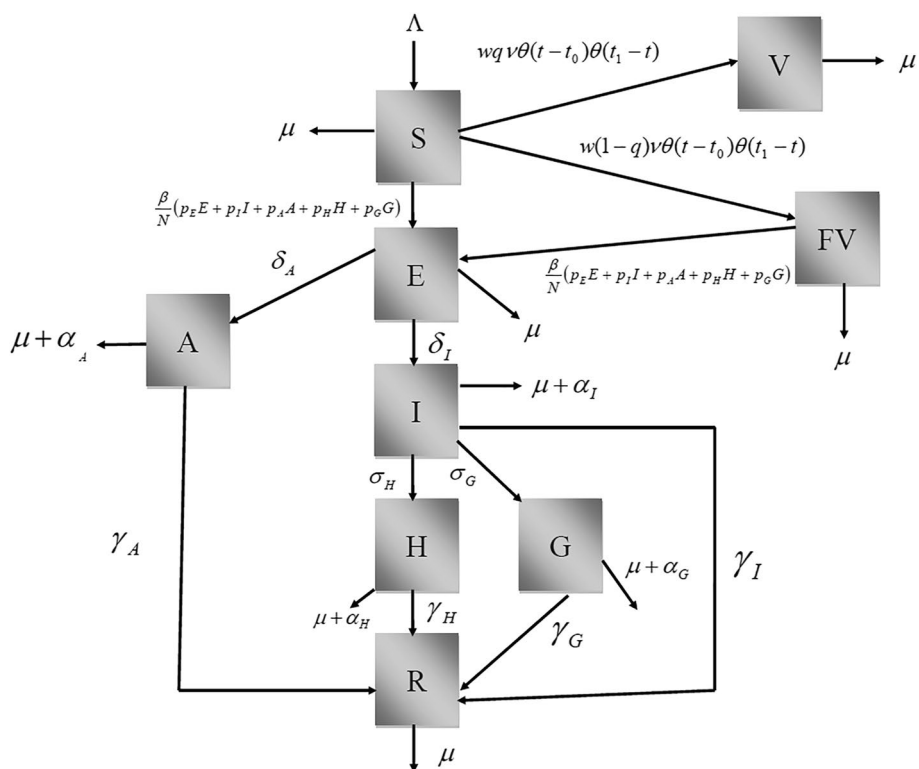 Λ
wqνθ(t−t₀)θ(t₁−t)
V
μ
μ
S
w(1−q)νθ(t−t₀)θ(t₁−t)
β/N(p_E E+p_I I+p_A A+p_H H+p_G G)
FV
δ_A
E
β/N(p_E E+p_I I+p_A A+p_H H+p_G G)
μ
μ
μ+α_A
A
δ_I
μ+α_I
I
σ_H
σ_G
γ_A
H
G
μ+α_G
γ_I
μ+α_H
γ_H
γ_G
R
μ